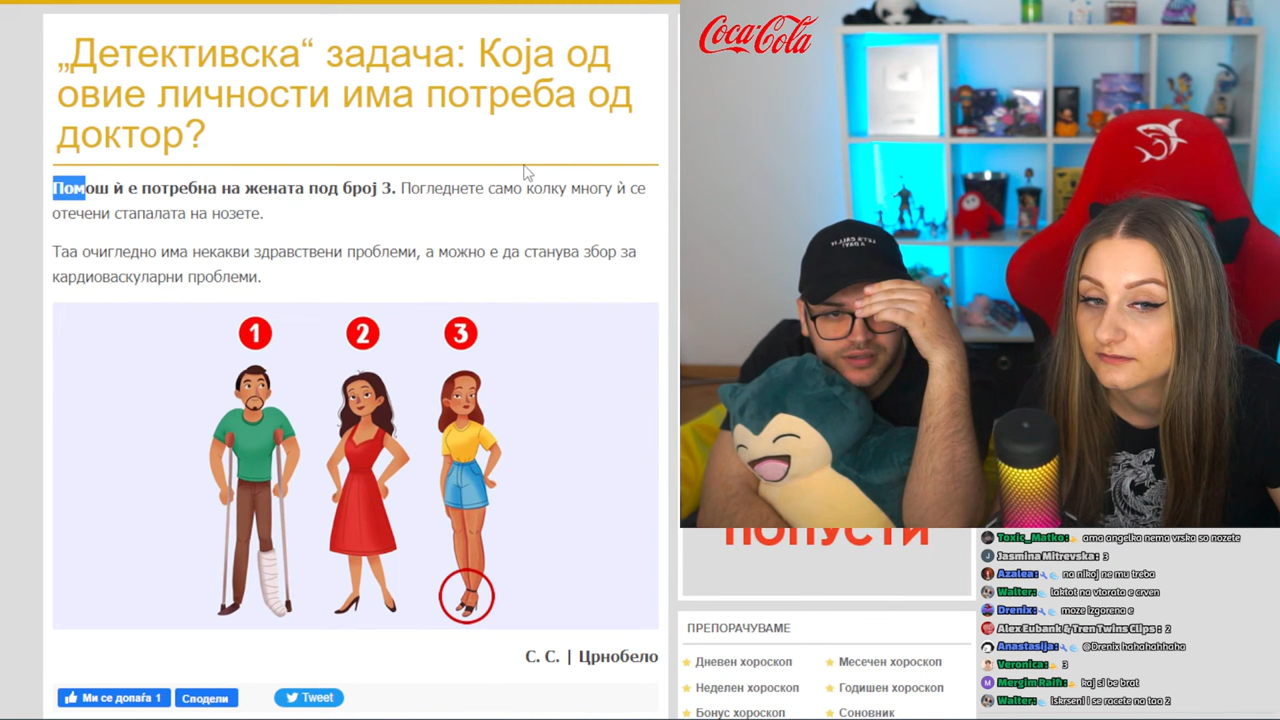 „Детективска“ задача: Која од
овие личности има потреба од
доктор?
Помош ѝ е потребна на жената под број 3. Погледнете само колку многу ѝ се
отечени стапалата на нозете.
Таа очигледно има некакви здравствени проблеми, а можно е да станува збор за
кардиоваскуларни проблеми.
1
2
3
С. С. | Црнобело
Ми се допаѓа 1
Сподели
Tweet
Coca-Cola
ПОПУСТИ
ПРЕПОРАЧУВАМЕ
Дневен хороскоп
Месечен хороскоп
Неделен хороскоп
Годишен хороскоп
Бонус хороскоп
Соновник
Toxic_Matko: ama angelka nema vrska so nozete
Jasmina Mitrevska: 3
Azalea: na nikoj ne mu treba
Walter: laktot na vtorata e crven
Drenix: moze izgorena e
Alex Eubank & Tren Twins Clips: 2
Anastasija: @Drenix hahahahhaha
Veronica: 3
Mergim Raifi: kaj si be brat
Walter: iskrseni i se racete na taa 2